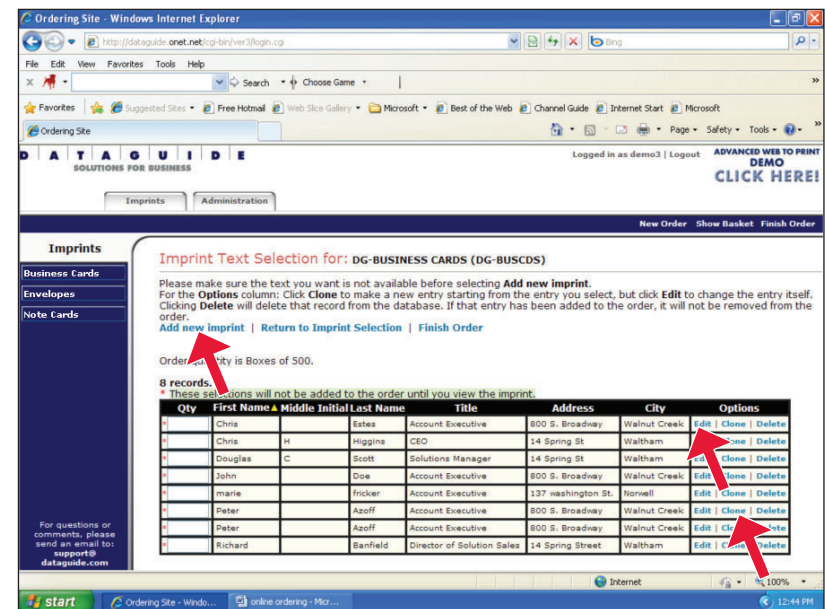 Ordering Site - Windows Internet Explorer
http://dataguide.onet.net/cgi-bin/ver3/login.cgi
Bing
File Edit View Favorites Tools Help
Search Choose Game
Favorites Suggested Sites Free Hotmail Web Slice Gallery Microsoft Best of the Web Channel Guide Internet Start Microsoft
Ordering Site
Page Safety Tools
DATAGUIDE
SOLUTIONS FOR BUSINESS
Logged in as demo3 | Logout
ADVANCED WEB TO PRINT
DEMO
CLICK HERE!
Imprints Administration
New Order Show Basket Finish Order
Imprints
Business Cards
Envelopes
Note Cards
For questions or
comments, please
send an email to:
support@
dataguide.com
Imprint Text Selection for: DG-BUSINESS CARDS (DG-BUSCDS)
Please make sure the text you want is not available before selecting Add new imprint.
For the Options column: Click Clone to make a new entry starting from the entry you select, but click Edit to change the entry itself.
Clicking Delete will delete that record from the database. If that entry has been added to the order, it will not be removed from the
order.
Add new imprint | Return to Imprint Selection | Finish Order
Order quantity is Boxes of 500.
8 records.
* These selections will not be added to the order until you view the imprint.
Qty First Name Middle Initial Last Name Title Address City Options
* Chris Estes Account Executive 800 S. Broadway Walnut Creek Edit | Clone | Delete
* Chris H Higgins CEO 14 Spring St Waltham Edit | Clone | Delete
* Douglas C Scott Solutions Manager 14 Spring St Waltham Edit | Clone | Delete
* John Doe Account Executive 800 S. Broadway Walnut Creek Edit | Clone | Delete
* marie fricker Account Executive 137 washington St. Norwell Edit | Clone | Delete
* Peter Azoff Account Executive 800 S. Broadway Walnut Creek Edit | Clone | Delete
* Peter Azoff Account Executive 800 S. Broadway Walnut Creek Edit | Clone | Delete
* Richard Banfield Director of Solution Sales 14 Spring Street Waltham Edit | Clone | Delete
Internet 100%
start Ordering Site - Windo... online ordering - Micr... 12:44 PM